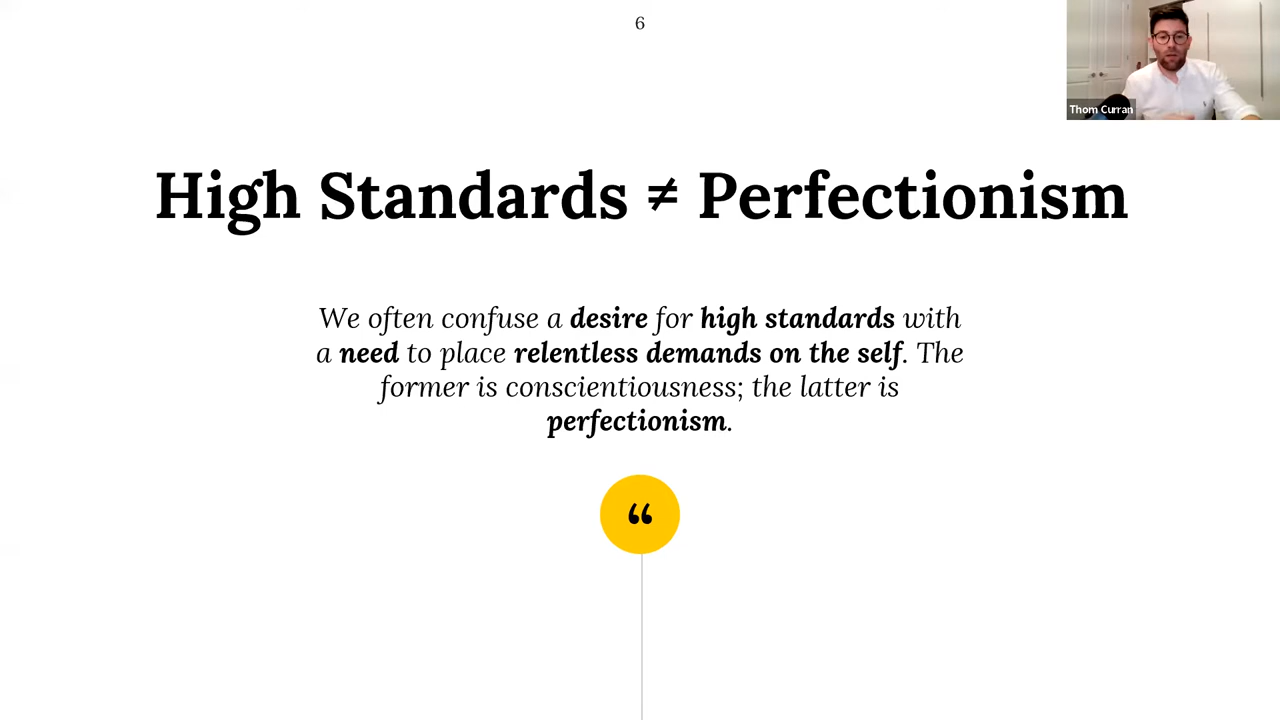 6
Thom Curran
High Standards ≠ Perfectionism
We often confuse a desire for high standards with
a need to place relentless demands on the self. The
former is conscientiousness; the latter is
perfectionism.
“